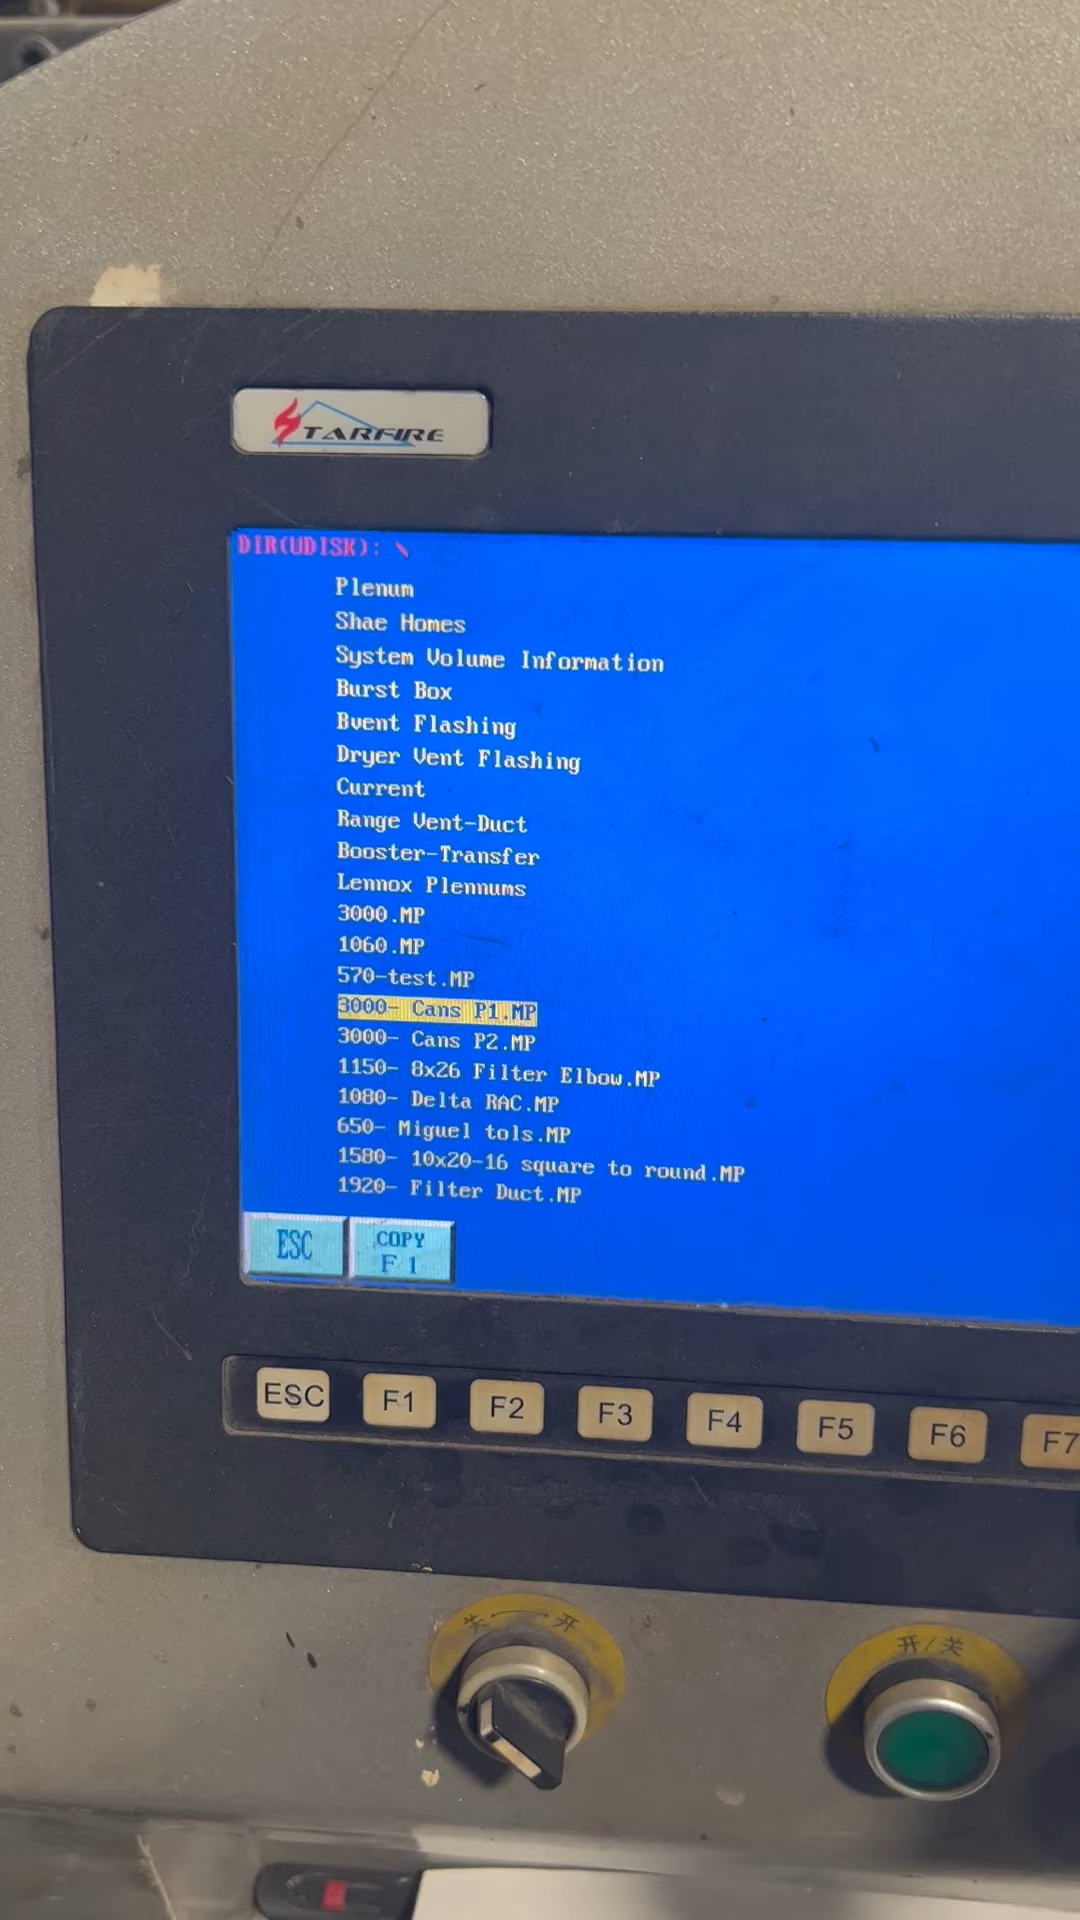 STARFIRE
DIR(UDISK): \
Plenum
Shae Homes
System Volume Information
Burst Box
Bvent Flashing
Dryer Vent Flashing
Current
Range Vent-Duct
Booster-Transfer
Lennox Plennums
3000.MP
1060.MP
570-test.MP
3000- Cans P1.MP
3000- Cans P2.MP
1150- 8x26 Filter Elbow.MP
1080- Delta RAC.MP
650- Miguel tols.MP
1580- 10x20-16 square to round.MP
1920- Filter Duct.MP
ESC
COPY
F1
ESC F1 F2 F3 F4 F5 F6 F7
关 开
开/关